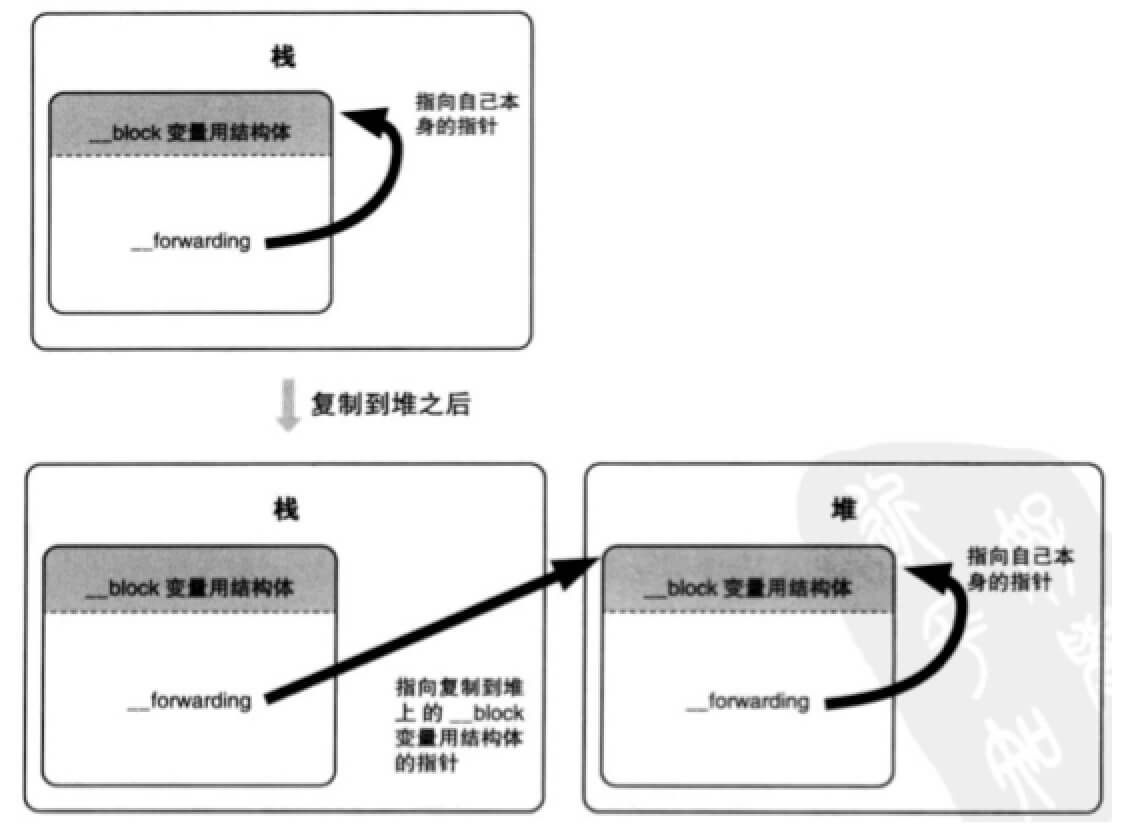 栈
指向自己本
身的指针
__block 变量用结构体
__forwarding
复制到堆之后
栈
__block 变量用结构体
__forwarding
指向复制到堆
上的 __block
变量用结构体
的指针
堆
__block 变量用结构体
指向自己本
身的指针
__forwarding